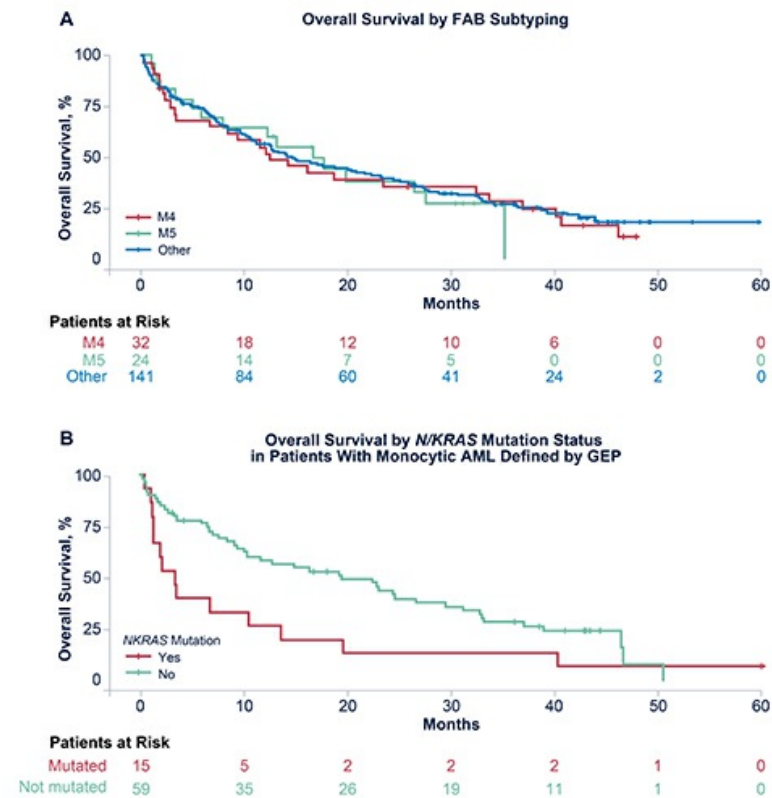 A
Overall Survival by FAB Subtyping
100
75
50
25
0
Overall Survival, %
M4
M5
Other
0 10 20 30 40 50 60
Months
Patients at Risk
M4 32 18 12 10 6 0 0
M5 24 14 7 5 0 0 0
Other 141 84 60 41 24 2 0
B
Overall Survival by N/KRAS Mutation Status
in Patients With Monocytic AML Defined by GEP
100
75
50
25
0
Overall Survival, %
NKRAS Mutation
Yes
No
0 10 20 30 40 50 60
Months
Patients at Risk
Mutated 15 5 2 2 2 1 0
Not mutated 59 35 26 19 11 1 0